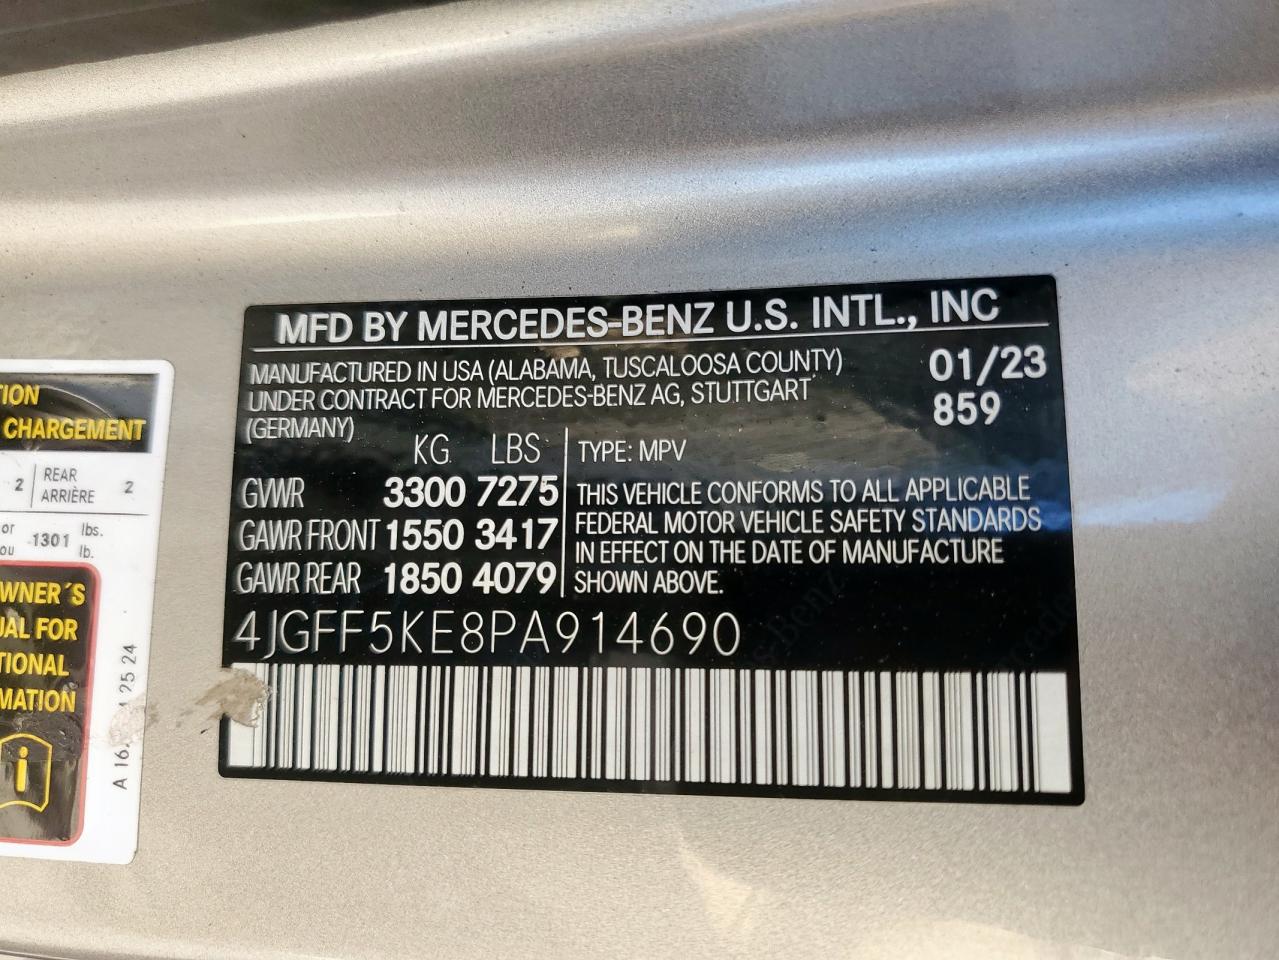 MFD BY MERCEDES-BENZ U.S. INTL., INC
MANUFACTURED IN USA (ALABAMA, TUSCALOOSA COUNTY)
UNDER CONTRACT FOR MERCEDES-BENZ AG, STUTTGART
(GERMANY)
01/23
859
KG LBS
GVWR 3300 7275
GAWR FRONT 1550 3417
GAWR REAR 1850 4079
TYPE: MPV
THIS VEHICLE CONFORMS TO ALL APPLICABLE
FEDERAL MOTOR VEHICLE SAFETY STANDARDS
IN EFFECT ON THE DATE OF MANUFACTURE
SHOWN ABOVE.
4JGFF5KE8PA914690
TION
CHARGEMENT
2 REAR 2
ARRIÈRE
or 1301 lbs.
ou lb.
WNER´S
UAL FOR
TIONAL
MATION
i